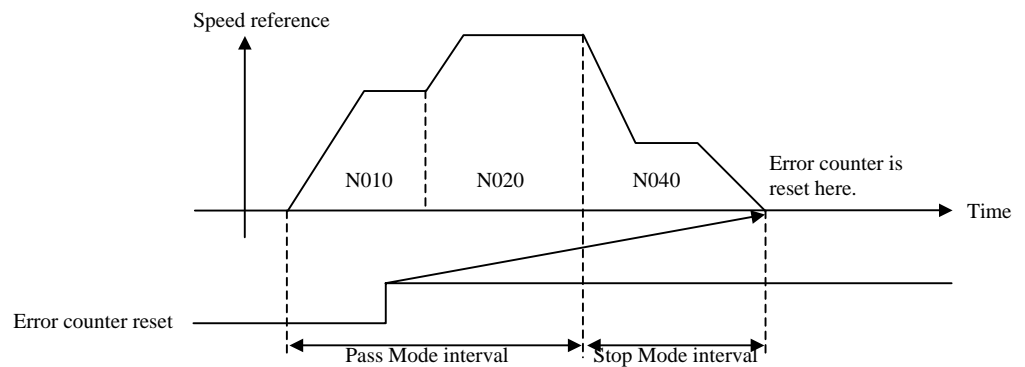 Speed reference
N010
N020
N040
Error counter is
reset here.
Time
Error counter reset
Pass Mode interval
Stop Mode interval